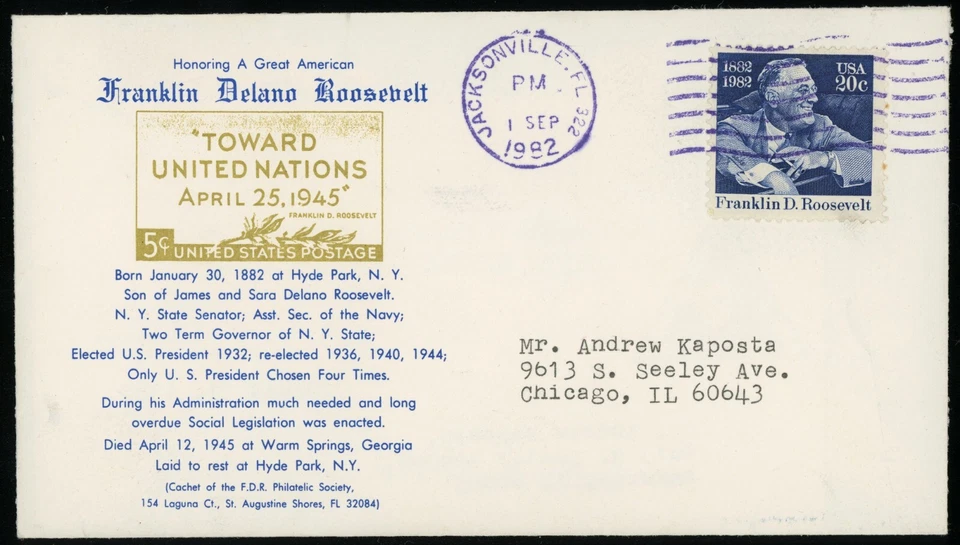 Honoring A Great American
Franklin Delano Roosevelt
"TOWARD
UNITED NATIONS
APRIL 25, 1945"
FRANKLIN D. ROOSEVELT
5¢ UNITED STATES POSTAGE
Born January 30, 1882 at Hyde Park, N. Y.
Son of James and Sara Delano Roosevelt.
N. Y. State Senator; Asst. Sec. of the Navy;
Two Term Governor of N. Y. State;
Elected U.S. President 1932; re-elected 1936, 1940, 1944;
Only U. S. President Chosen Four Times.
During his Administration much needed and long
overdue Social Legislation was enacted.
Died April 12, 1945 at Warm Springs, Georgia
Laid to rest at Hyde Park, N.Y.
(Cachet of the F.D.R. Philatelic Society,
154 Laguna Ct., St. Augustine Shores, FL 32084)
JACKSONVILLE, FL 322
PM
1 SEP
1982
1882
1982
USA
20c
Franklin D. Roosevelt
Mr. Andrew Kaposta
9613 S. Seeley Ave.
Chicago, IL 60643